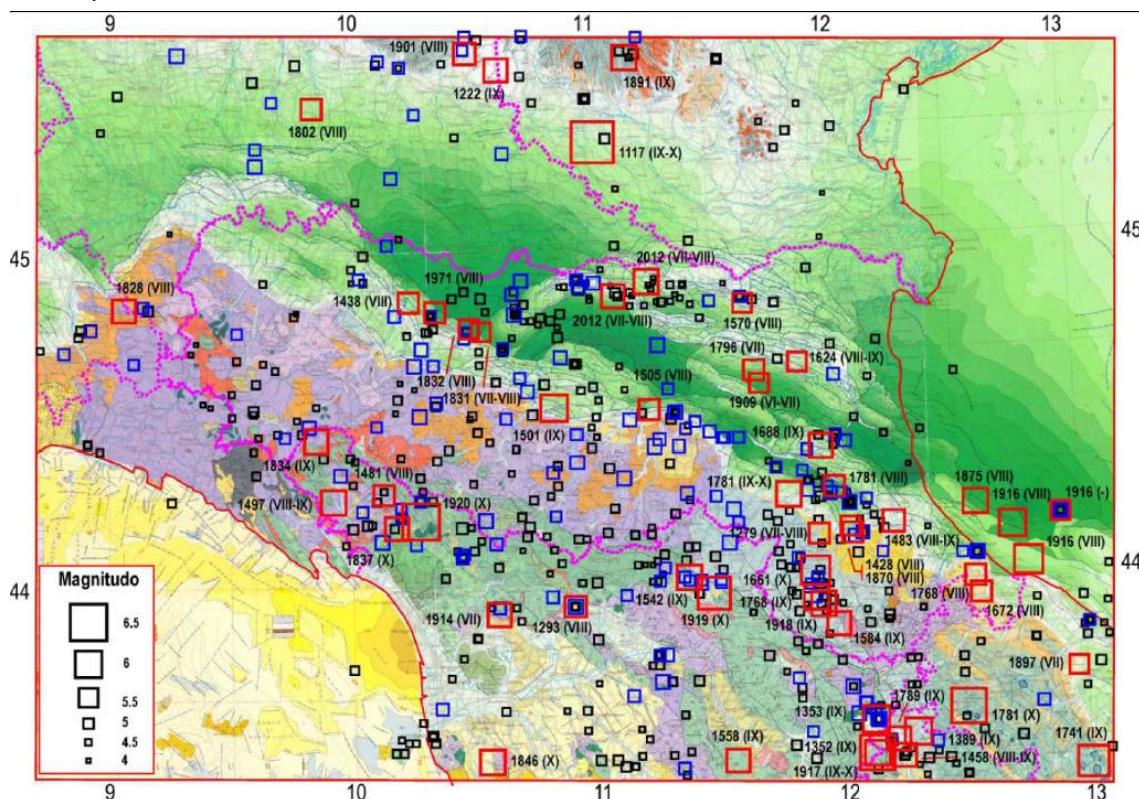 9 10 11 12 13
1901 (VIII)
1222 (IX)
1891 (IX)
1802 (VIII)
1117 (IX-X)
45 45
2012 (VII-VIII)
1971 (VIII)
1828 (VIII)
1438 (VIII)
2012 (VII-VIII)
1570 (VIII)
1796 (VII)
1624 (VIII-IX)
1832 (VIII)
1505 (VIII)
1831 (VII-VIII)
1909 (VI-VII)
1501 (IX)
1688 (IX)
1834 (IX)
1481 (VIII)
1781 (IX-X)
1781 (VIII)
1875 (VIII)
1916 (VIII)
1916 (-)
1497 (VIII-IX)
1920 (X)
1279 (VII-VIII)
1483 (VIII-IX)
1916 (VIII)
1837 (X)
1428 (VIII)
1870 (VIII)
44 44
Magnitudo
6.5
6
5.5
5
4.5
4
1661 (X)
1542 (IX)
1768 (IX)
1768 (VIII)
1919 (X)
1672 (VIII)
1914 (VII)
1293 (VIII)
1918 (IX)
1584 (IX)
1897 (VII)
1789 (IX)
1353 (IX)
1781 (X)
1741 (IX)
1352 (IX)
1389 (IX)
1558 (IX)
1458 (VIII-IX)
1846 (X)
1917 (IX-X)
9 10 11 12 13